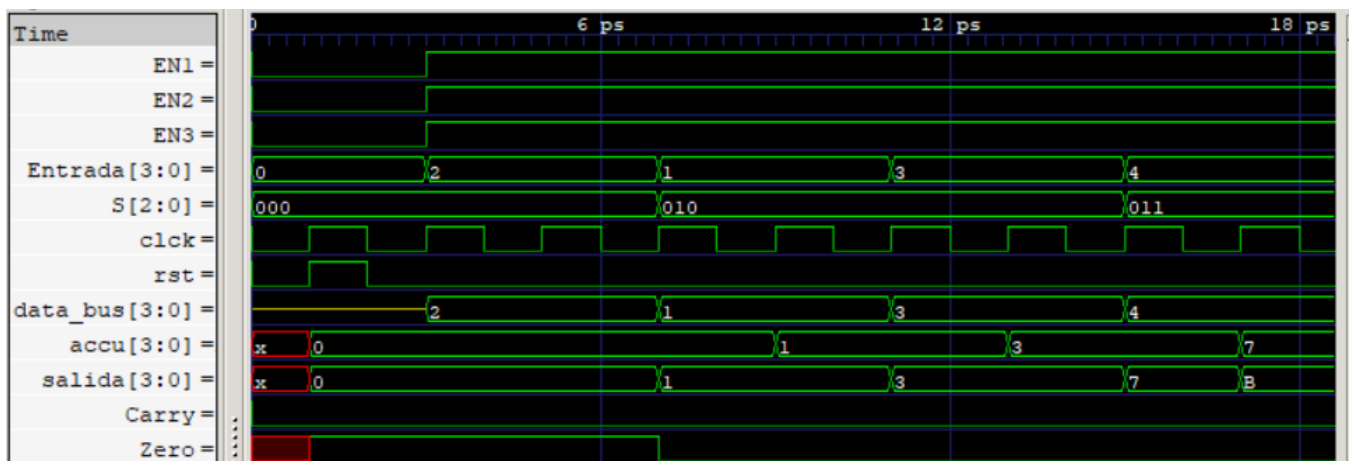 Time 0 6 ps 12 ps 18 ps
EN1 =
EN2 =
EN3 =
Entrada[3:0] = 0 2 1 3 4
S[2:0] = 000 010 011
clck =
rst =
data_bus[3:0] = 2 1 3 4
accu[3:0] = x 0 1 3 7
salida[3:0] = x 0 1 3 7 B
Carry =
Zero =